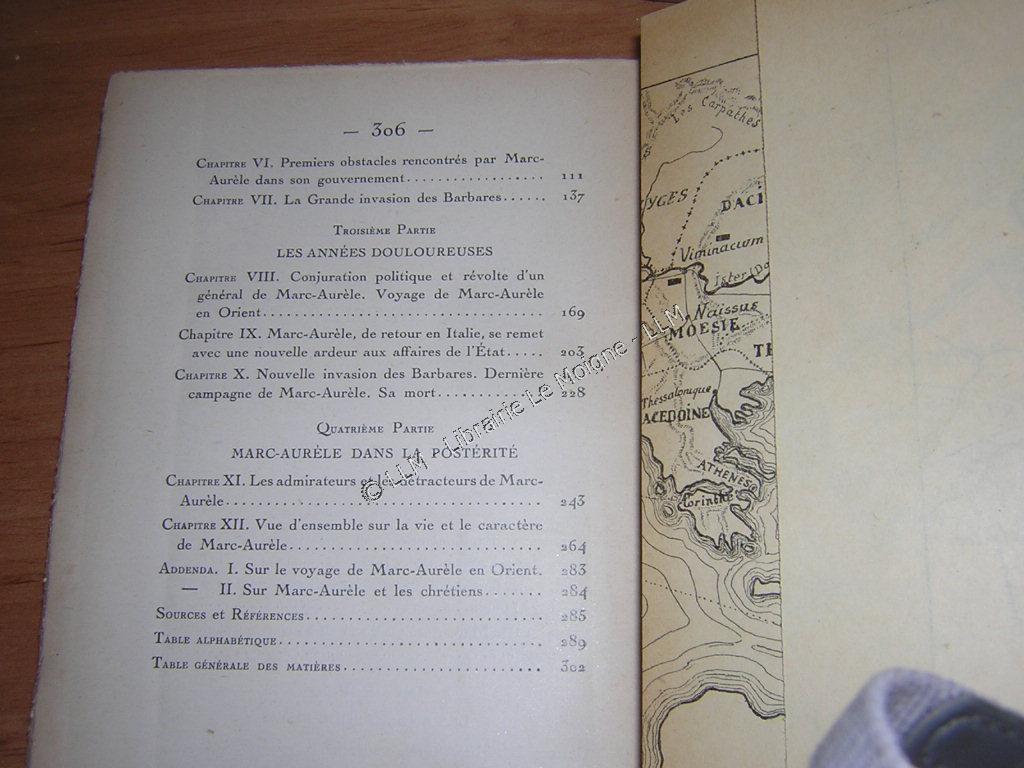 — 306 —
CHAPITRE VI. Premiers obstacles rencontrés par Marc-
Aurèle dans son gouvernement.................. 111
CHAPITRE VII. La Grande invasion des Barbares...... 137
TROISIÈME PARTIE
LES ANNÉES DOULOUREUSES
CHAPITRE VIII. Conjuration politique et révolte d'un
général de Marc-Aurèle. Voyage de Marc-Aurèle
en Orient.................................. 169
Chapitre IX. Marc-Aurèle, de retour en Italie, se remet
avec une nouvelle ardeur aux affaires de l'État..... 203
CHAPITRE X. Nouvelle invasion des Barbares. Dernière
campagne de Marc-Aurèle. Sa mort............... 228
QUATRIÈME PARTIE
MARC-AURÈLE DANS LA POSTÉRITÉ
CHAPITRE XI. Les admirateurs et les détracteurs de Marc-
Aurèle....................................... 243
CHAPITRE XII. Vue d'ensemble sur la vie et le caractère
de Marc-Aurèle............................... 264
ADDENDA. I. Sur le voyage de Marc-Aurèle en Orient. 283
— II. Sur Marc-Aurèle et les chrétiens....... 284
SOURCES ET RÉFÉRENCES............................. 285
TABLE ALPHABÉTIQUE................................ 289
TABLE GÉNÉRALE DES MATIÈRES....................... 302
© LLM - Librairie Le Moigne - LLM
Les Carpathes
YGES
DACI
Viminacium
Ister (Da
Naissus
MOESIE
TH
Thessalonique
ACEDOINE
ATHENES
Corinthe